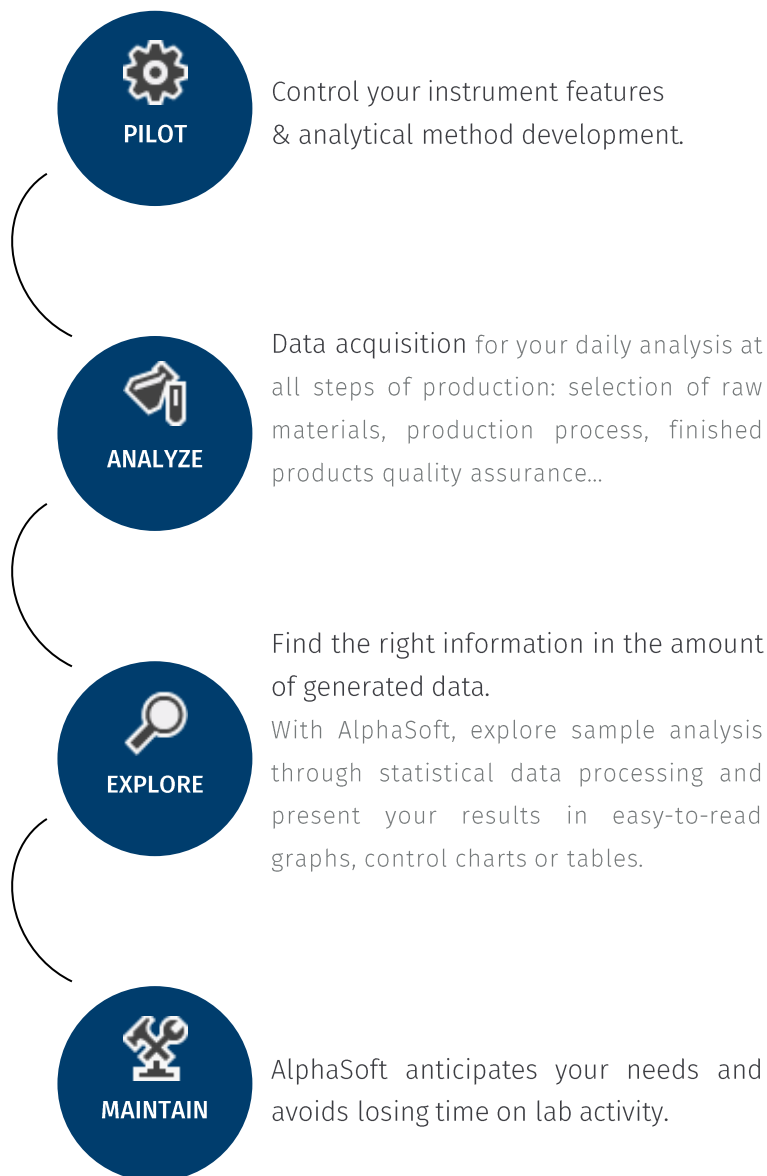 PILOT
Control your instrument features
& analytical method development.
ANALYZE
Data acquisition for your daily analysis at
all steps of production: selection of raw
materials, production process, finished
products quality assurance...
EXPLORE
Find the right information in the amount
of generated data.
With AlphaSoft, explore sample analysis
through statistical data processing and
present your results in easy-to-read
graphs, control charts or tables.
MAINTAIN
AlphaSoft anticipates your needs and
avoids losing time on lab activity.